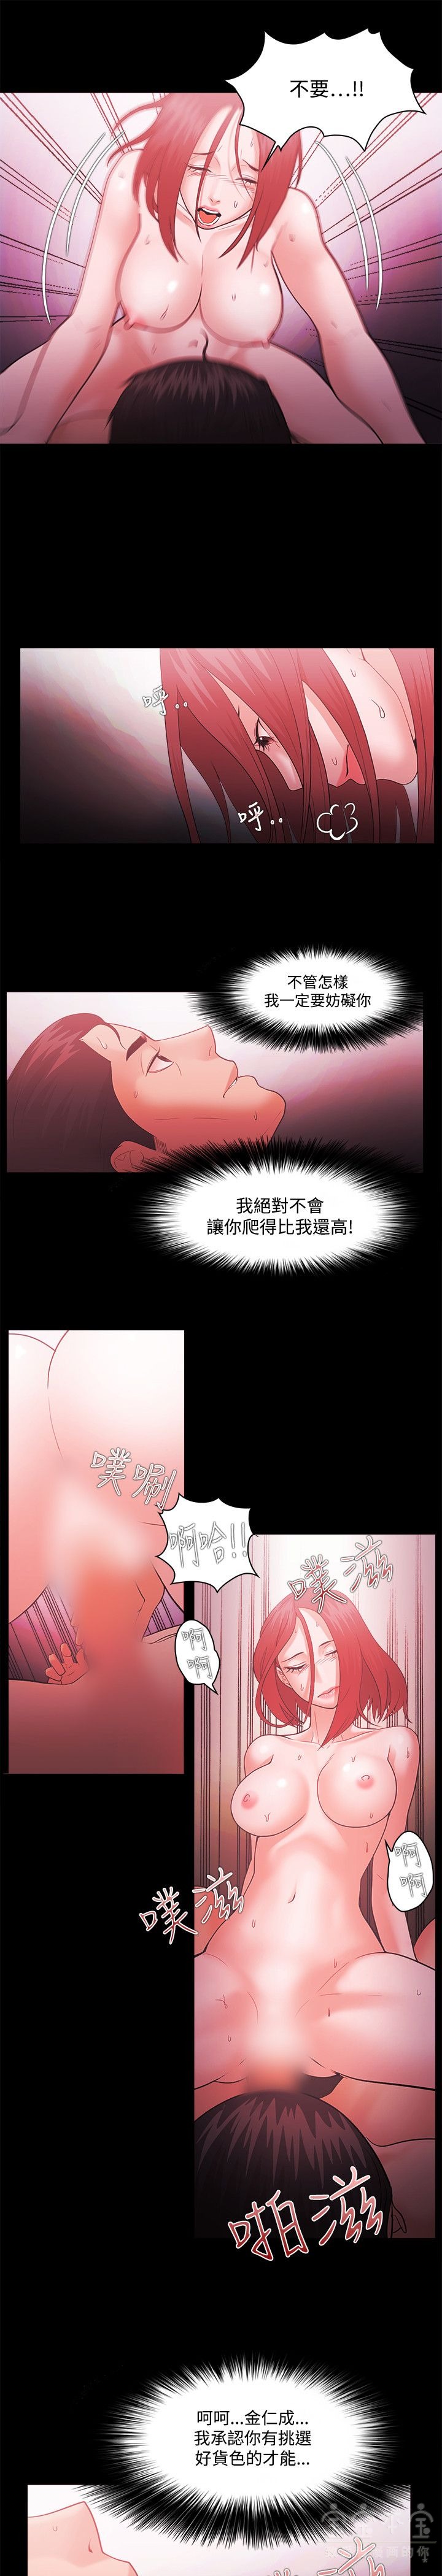 不要...!!
呼..
呼..
不管怎樣
我一定要妨礙你
我絕對不會
讓你爬得比我還高!
噗唰
啊哈!!
噗滋
啊
啊
啊
啊
噗滋
啪滋
呵呵...金仁成...
我承認你有挑選
好貨色的才能...